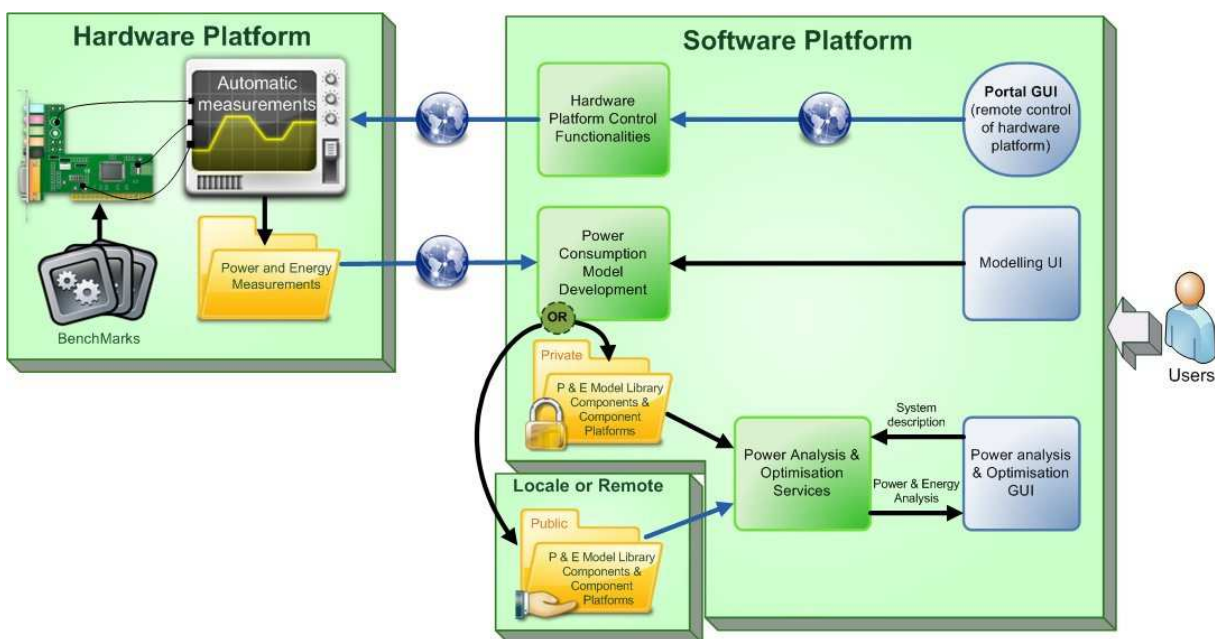 Hardware Platform
Automatic
measurements
Power and Energy
Measurements
BenchMarks
Software Platform
Hardware
Platform Control
Functionalities
Portal GUI
(remote control
of hardware
platform)
Power
Consumption
Model
Development
Modelling UI
OR
Private
P & E Model Library
Components &
Component
Platforms
Users
System
description
Power Analysis &
Optimisation
Services
Power & Energy
Analysis
Power analysis
& Optimisation
GUI
Locale or Remote
Public
P & E Model Library
Components &
Component
Platforms